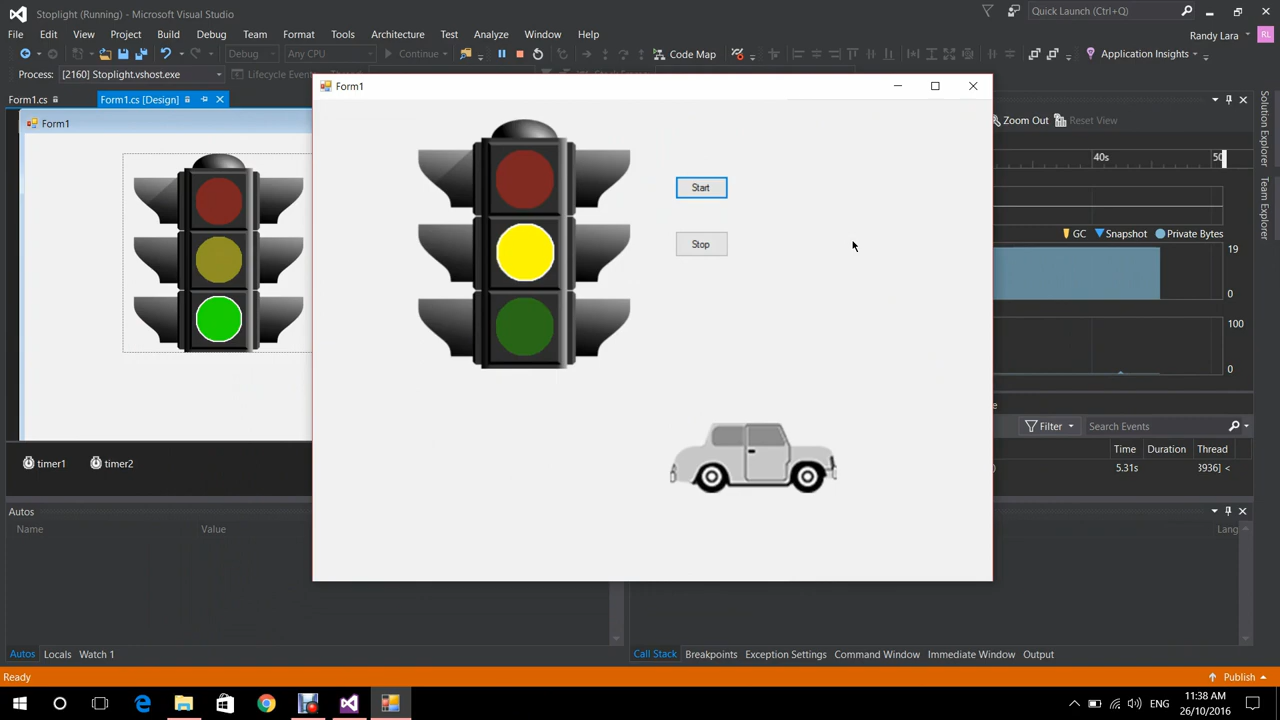 Stoplight (Running) - Microsoft Visual Studio
Quick Launch (Ctrl+Q)
File Edit View Project Build Debug Team Format Tools Architecture Test Analyze Window Help
Randy Lara RL
Debug Any CPU Continue Code Map Application Insights
Process: [2160] Stoplight.vshost.exe Lifecycle Events
Form1.cs Form1.cs [Design]
Form1
Form1
Zoom Out Reset View
40s 50
Start
Stop
GC Snapshot Private Bytes
19
0
100
0
Filter Search Events
Time Duration Thread
5.31s
timer1 timer2
Autos
Name Value Lang
Autos Locals Watch 1
Call Stack Breakpoints Exception Settings Command Window Immediate Window Output
Ready
Publish
Solution Explorer
Team Explorer
ENG
11:38 AM
26/10/2016